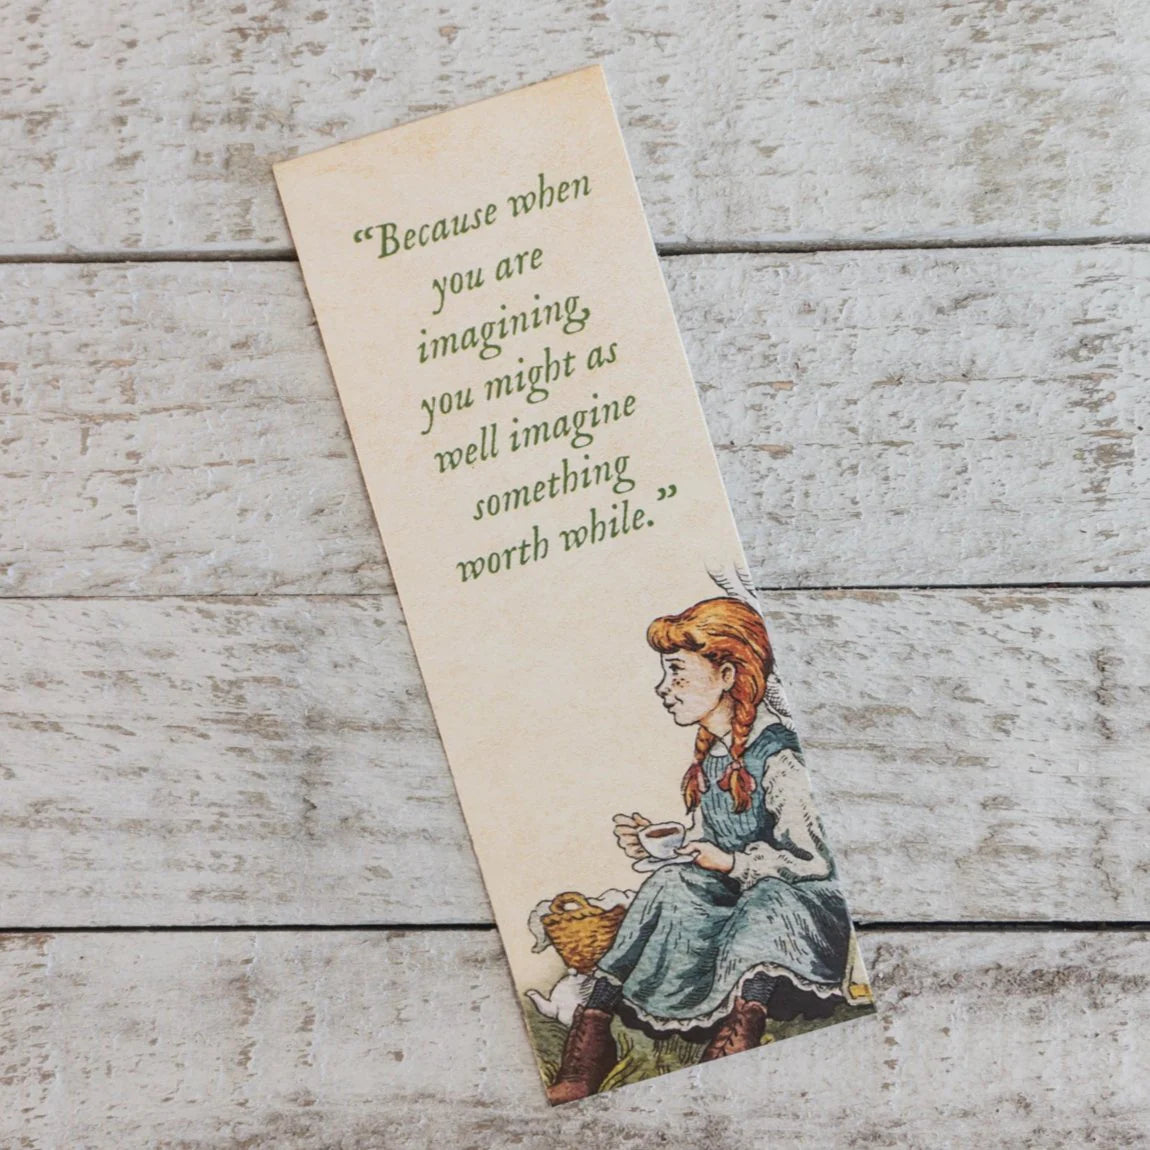 “Because when
you are
imagining,
you might as
well imagine
something
worth while.”